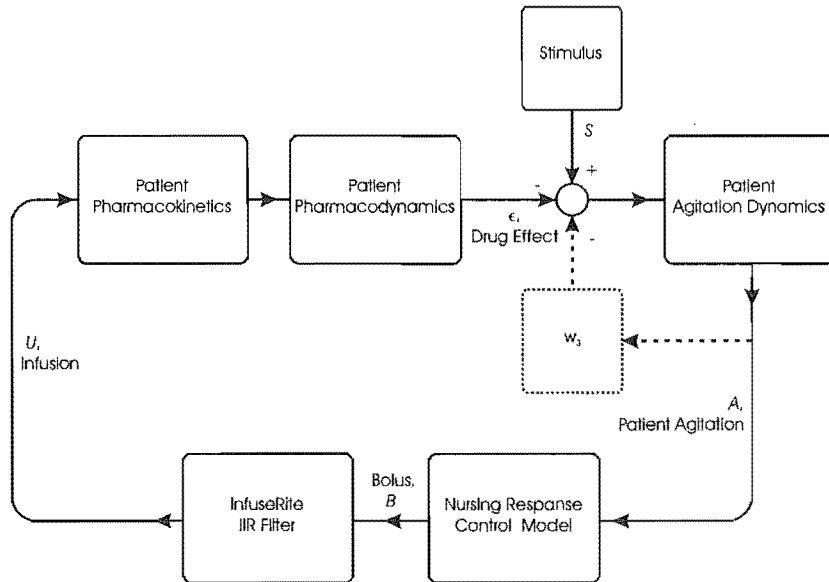 Stimulus
S
+
Patient
Pharmacokinetics
Patient
Pharmacodynamics
-
ϵ,
Drug Effect
Patient
Agitation Dynamics
-
w₃
U,
Infusion
A,
Patient Agitation
InfuseRite
IIR Filter
Bolus,
B
Nursing Response
Control Model